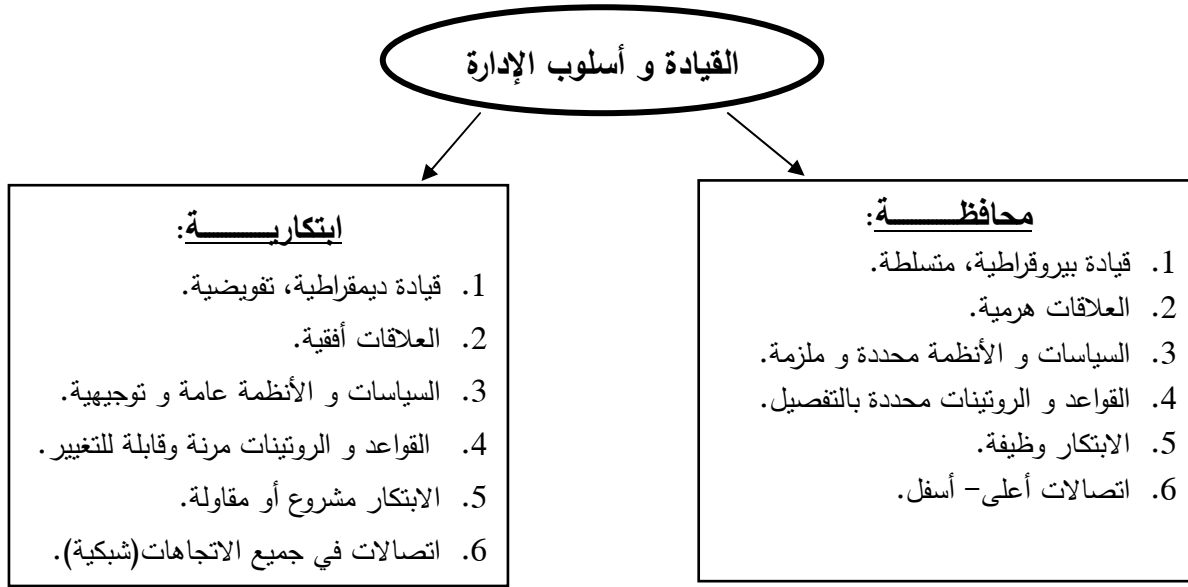 القيادة و أسلوب الإدارة
محافظـــــــــة:
1. قيادة بيروقراطية، متسلطة.
2. العلاقات هرمية.
3. السياسات و الأنظمة محددة و ملزمة.
4. القواعد و الروتينات محددة بالتفصيل.
5. الابتكار وظيفة.
6. اتصالات أعلى- أسفل.
ابتكاريـــــــــة:
1. قيادة ديمقراطية، تفويضية.
2. العلاقات أفقية.
3. السياسات و الأنظمة عامة و توجيهية.
4. القواعد و الروتينات مرنة وقابلة للتغيير.
5. الابتكار مشروع أو مقاولة.
6. اتصالات في جميع الاتجاهات(شبكية).